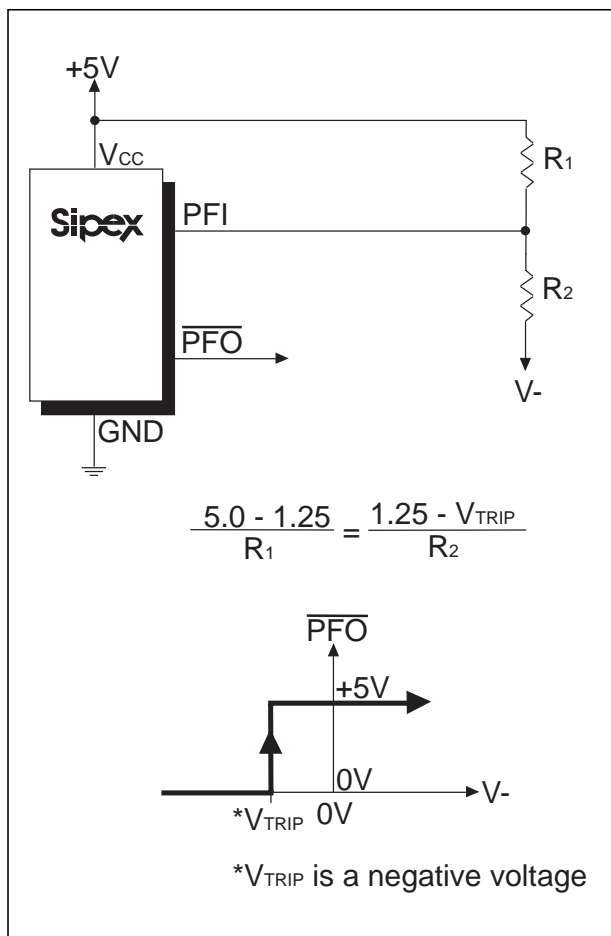 +5V
VCC
R1
Sipex
PFI
R2
PFO
V-
GND
5.0 - 1.25 = 1.25 - VTRIP
R1 R2
PFO
+5V
0V
V-
*VTRIP 0V
*VTRIP is a negative voltage